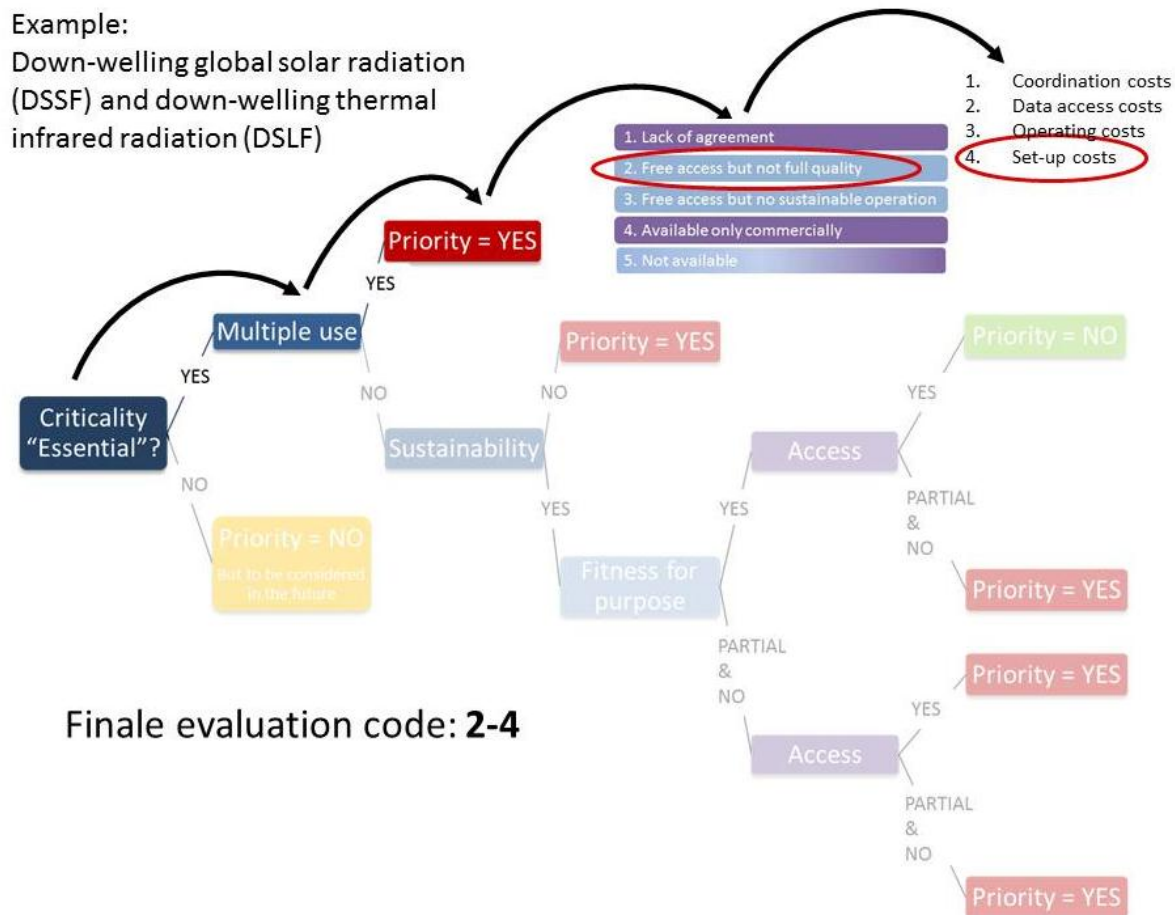 Example:
Down-welling global solar radiation
(DSSF) and down-welling thermal
infrared radiation (DSLF)
1. Coordination costs
2. Data access costs
3. Operating costs
4. Set-up costs
1. Lack of agreement
2. Free access but not full quality
3. Free access but no sustainable operation
4. Available only commercially
5. Not available
Priority = YES
YES
Multiple use
YES
NO
Criticality
“Essential”?
NO
Priority = NO
But to be considered
in the future
Sustainability
NO
Priority = YES
YES
Fitness for
purpose
YES
Access
YES
Priority = NO
PARTIAL
&
NO
Priority = YES
PARTIAL
&
NO
Access
YES
Priority = YES
PARTIAL
&
NO
Priority = YES
Finale evaluation code: 2-4